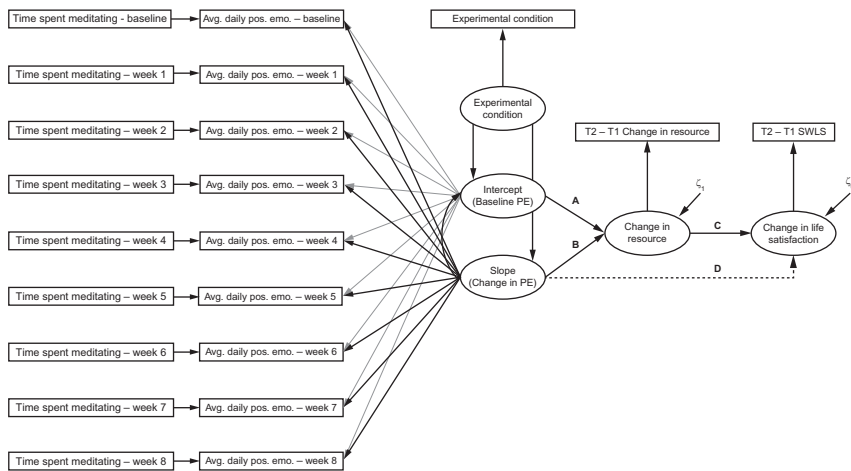 Time spent meditating - baseline
Avg. daily pos. emo. – baseline
Time spent meditating – week 1
Avg. daily pos. emo. – week 1
Time spent meditating – week 2
Avg. daily pos. emo. – week 2
Time spent meditating – week 3
Avg. daily pos. emo. – week 3
Time spent meditating – week 4
Avg. daily pos. emo. – week 4
Time spent meditating – week 5
Avg. daily pos. emo. – week 5
Time spent meditating – week 6
Avg. daily pos. emo. – week 6
Time spent meditating – week 7
Avg. daily pos. emo. – week 7
Time spent meditating – week 8
Avg. daily pos. emo. – week 8
Experimental condition
Experimental
condition
Intercept
(Baseline PE)
Slope
(Change in PE)
A
B
T2 – T1 Change in resource
ζ1
Change in
resource
C
D
T2 – T1 SWLS
ζ
Change in life
satisfaction